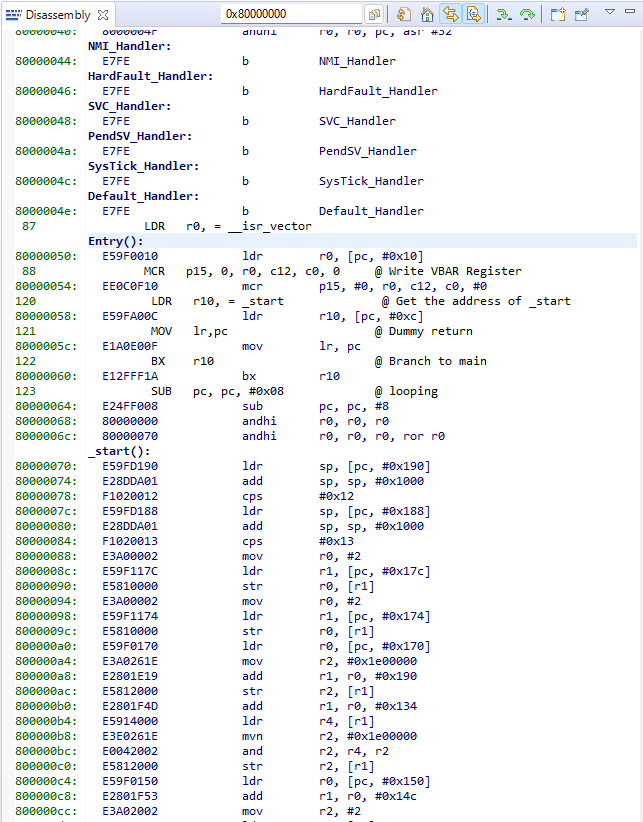 Disassembly
0x80000000
80000040: 8000004F andhi r0, r0, pc, asr #32
NMI_Handler:
80000044: E7FE b NMI_Handler
HardFault_Handler:
80000046: E7FE b HardFault_Handler
SVC_Handler:
80000048: E7FE b SVC_Handler
PendSV_Handler:
8000004a: E7FE b PendSV_Handler
SysTick_Handler:
8000004c: E7FE b SysTick_Handler
Default_Handler:
8000004e: E7FE b Default_Handler
87 LDR r0, = __isr_vector
Entry():
80000050: E59F0010 ldr r0, [pc, #0x10]
88 MCR p15, 0, r0, c12, c0, 0 @ Write VBAR Register
80000054: EE0C0F10 mcr p15, #0, r0, c12, c0, #0
120 LDR r10, = _start @ Get the address of _start
80000058: E59FA00C ldr r10, [pc, #0xc]
121 MOV lr,pc @ Dummy return
8000005c: E1A0E00F mov lr, pc
122 BX r10 @ Branch to main
80000060: E12FFF1A bx r10
123 SUB pc, pc, #0x08 @ looping
80000064: E24FF008 sub pc, pc, #8
80000068: 80000000 andhi r0, r0, r0
8000006c: 80000070 andhi r0, r0, r0, ror r0
_start():
80000070: E59FD190 ldr sp, [pc, #0x190]
80000074: E28DDA01 add sp, sp, #0x1000
80000078: F1020012 cps #0x12
8000007c: E59FD188 ldr sp, [pc, #0x188]
80000080: E28DDA01 add sp, sp, #0x1000
80000084: F1020013 cps #0x13
80000088: E3A00002 mov r0, #2
8000008c: E59F117C ldr r1, [pc, #0x17c]
80000090: E5810000 str r0, [r1]
80000094: E3A00002 mov r0, #2
80000098: E59F1174 ldr r1, [pc, #0x174]
8000009c: E5810000 str r0, [r1]
800000a0: E59F0170 ldr r0, [pc, #0x170]
800000a4: E3A0261E mov r2, #0x1e00000
800000a8: E2801E19 add r1, r0, #0x190
800000ac: E5812000 str r2, [r1]
800000b0: E2801F4D add r1, r0, #0x134
800000b4: E5914000 ldr r4, [r1]
800000b8: E3E0261E mvn r2, #0x1e00000
800000bc: E0042002 and r2, r4, r2
800000c0: E5812000 str r2, [r1]
800000c4: E59F0150 ldr r0, [pc, #0x150]
800000c8: E2801F53 add r1, r0, #0x14c
800000cc: E3A02002 mov r2, #2